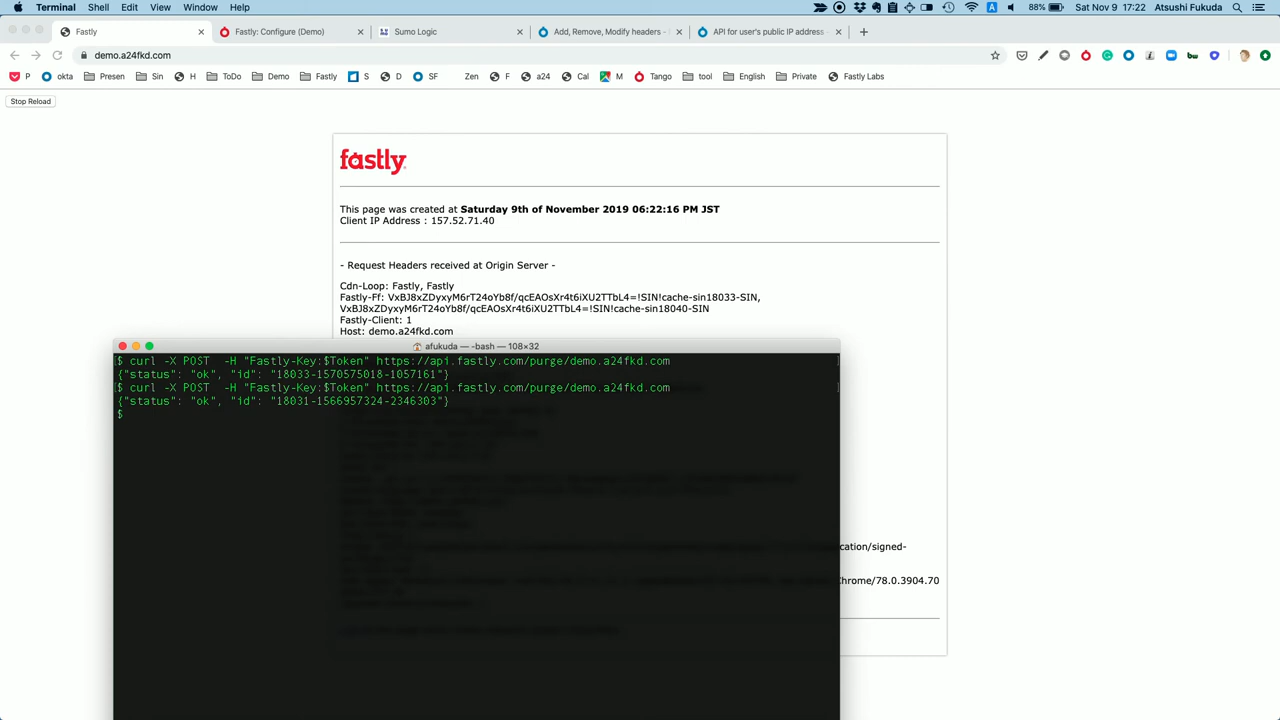 Terminal Shell Edit View Window Help 88% Sat Nov 9 17:22 Atsushi Fukuda
Fastly Fastly: Configure (Demo) Sumo Logic Add, Remove, Modify headers - API for user's public IP address -
demo.a24fkd.com
P okta Presen Sin H ToDo Demo Fastly S D SF Zen F a24 Cal M Tango tool English Private Fastly Labs
Stop Reload
fastly
This page was created at Saturday 9th of November 2019 06:22:16 PM JST
Client IP Address : 157.52.71.40
- Request Headers received at Origin Server -
Cdn-Loop: Fastly, Fastly
Fastly-Ff: VxBJ8xZDyxyM6rT24oYb8f/qcEAOsXr4t6iXU2TTbL4=!SIN!cache-sin18033-SIN,
VxBJ8xZDyxyM6rT24oYb8f/qcEAOsXr4t6iXU2TTbL4=!SIN!cache-sin18040-SIN
Fastly-Client: 1
Host: demo.a24fkd.com
afukuda — -bash — 108×32
$ curl -X POST  -H "Fastly-Key:$Token" https://api.fastly.com/purge/demo.a24fkd.com
{"status": "ok", "id": "18033-1570575018-1057161"}
$ curl -X POST  -H "Fastly-Key:$Token" https://api.fastly.com/purge/demo.a24fkd.com
{"status": "ok", "id": "18031-1566957324-2346303"}
$
cation/signed-
Chrome/78.0.3904.70